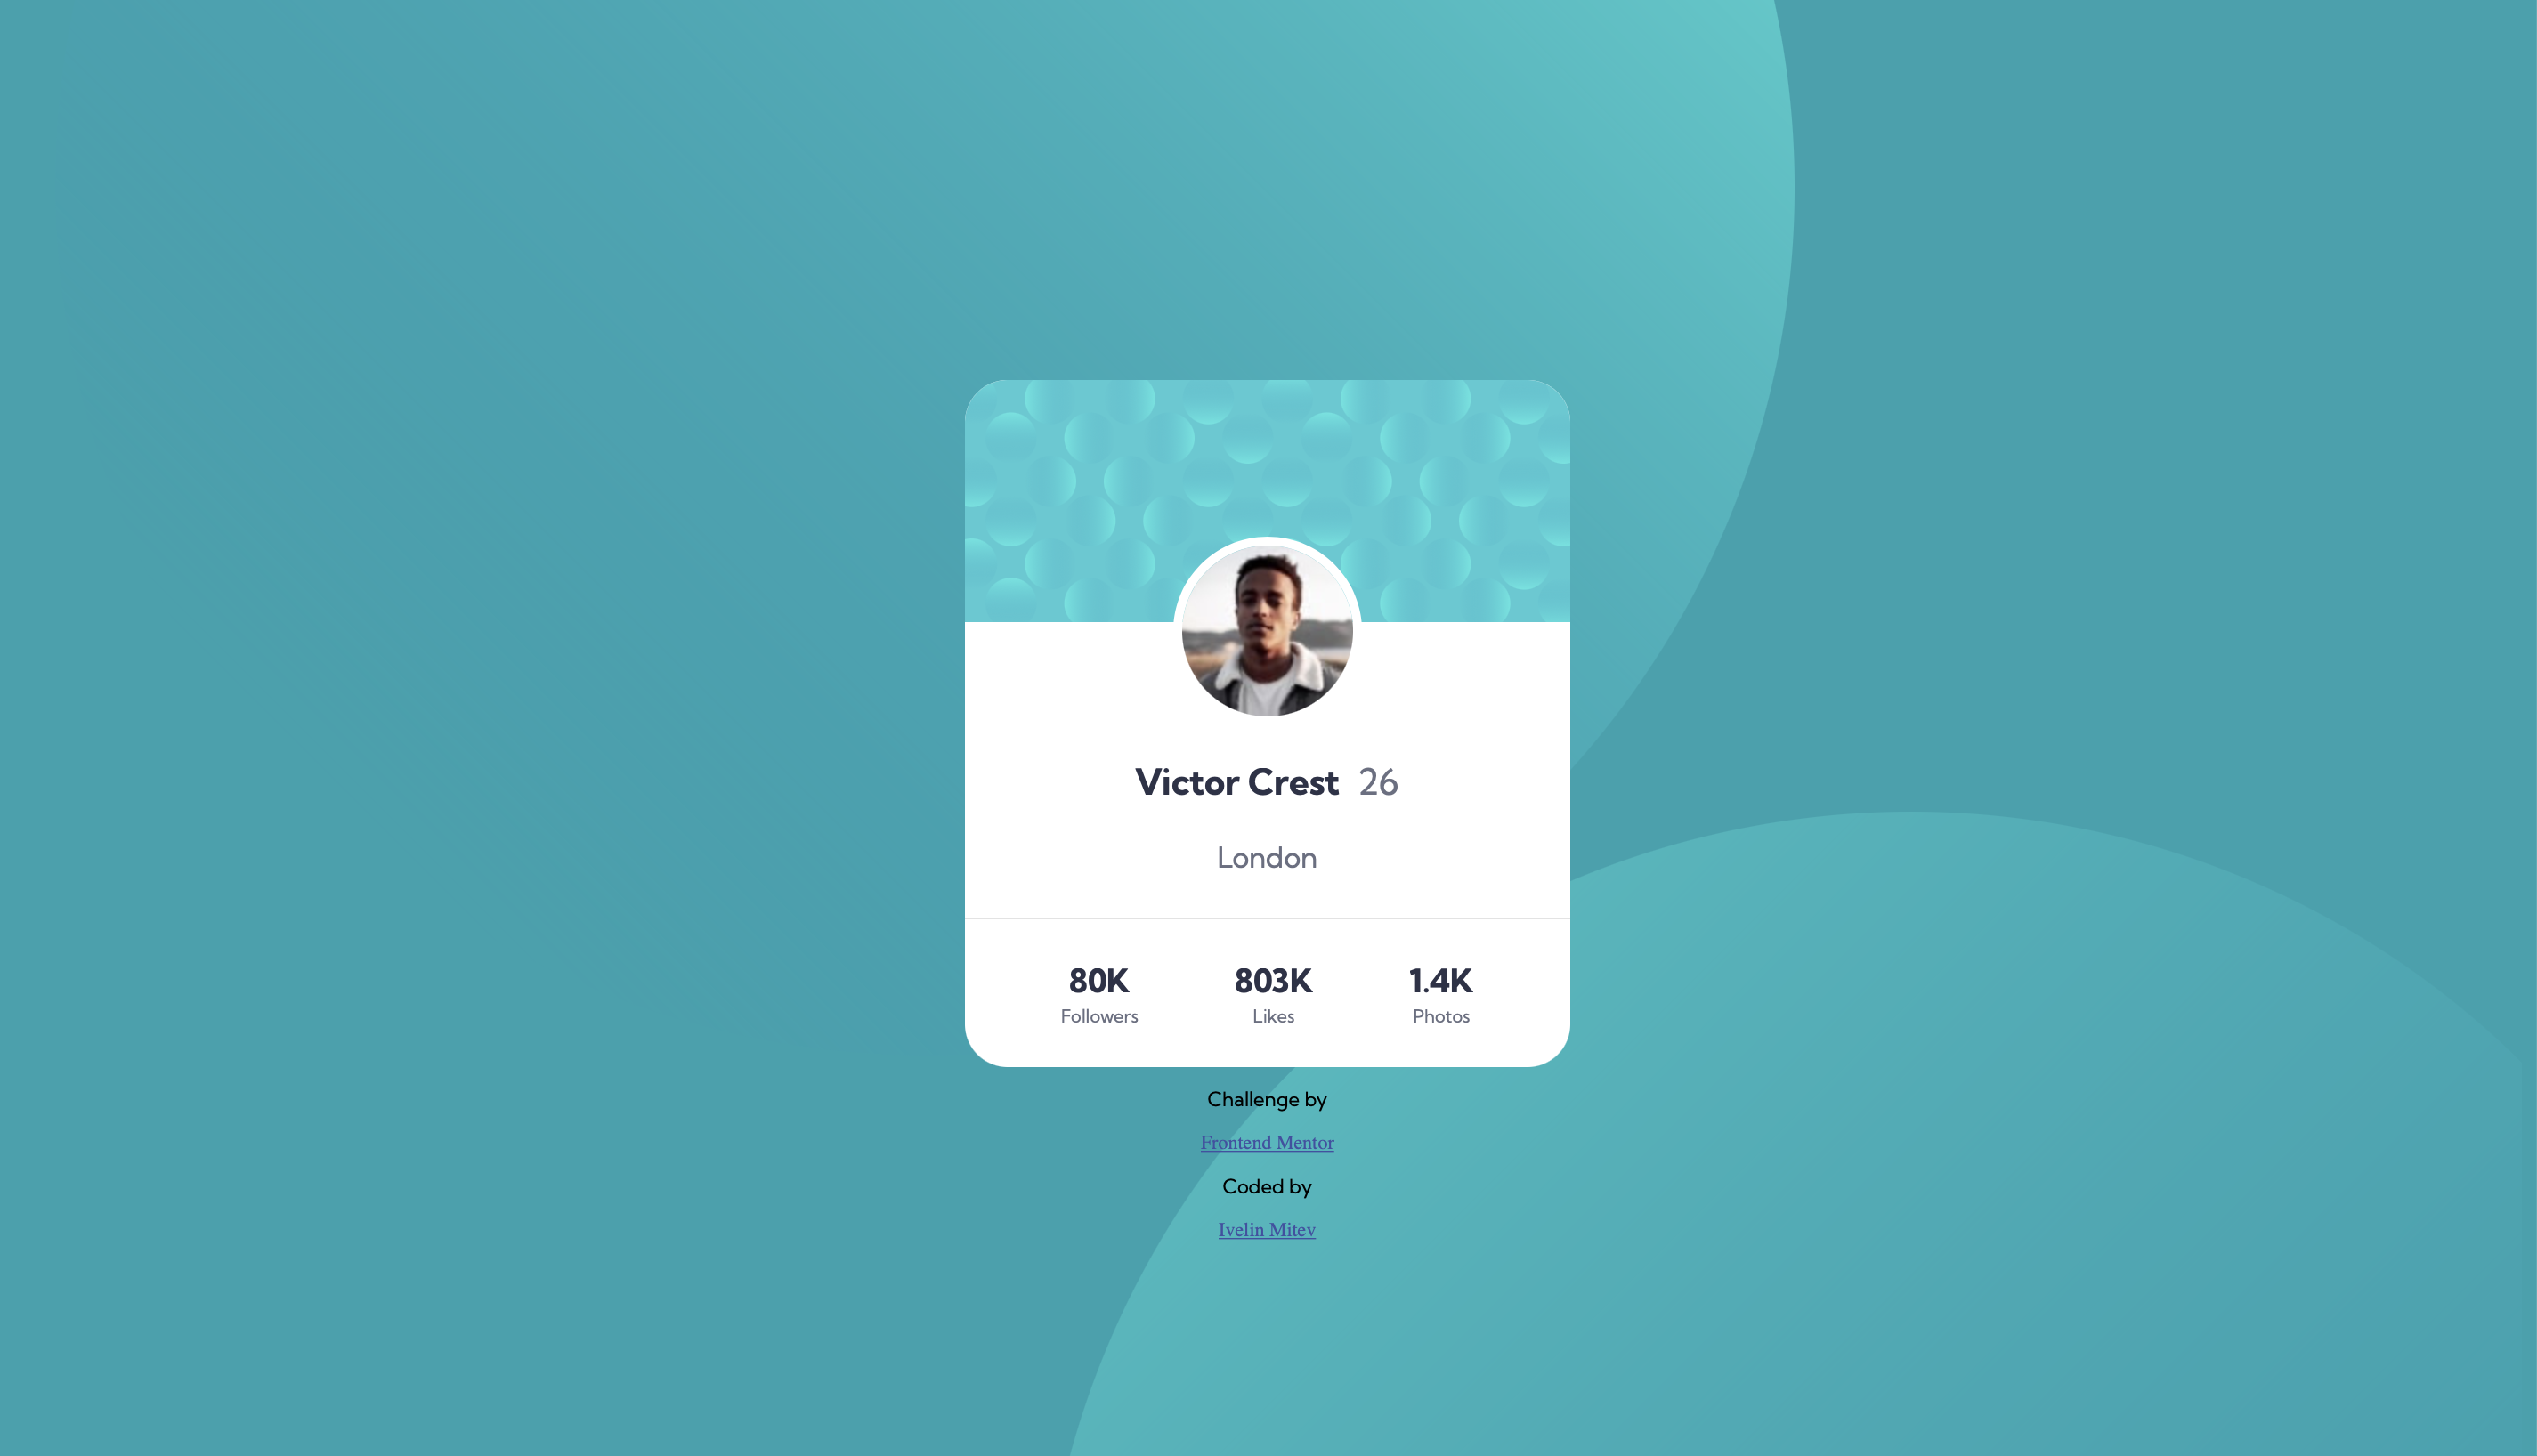 Victor Crest 26
London
80K 803K 1.4K
Followers Likes Photos
Challenge by
Frontend Mentor
Coded by
Ivelin Mitev